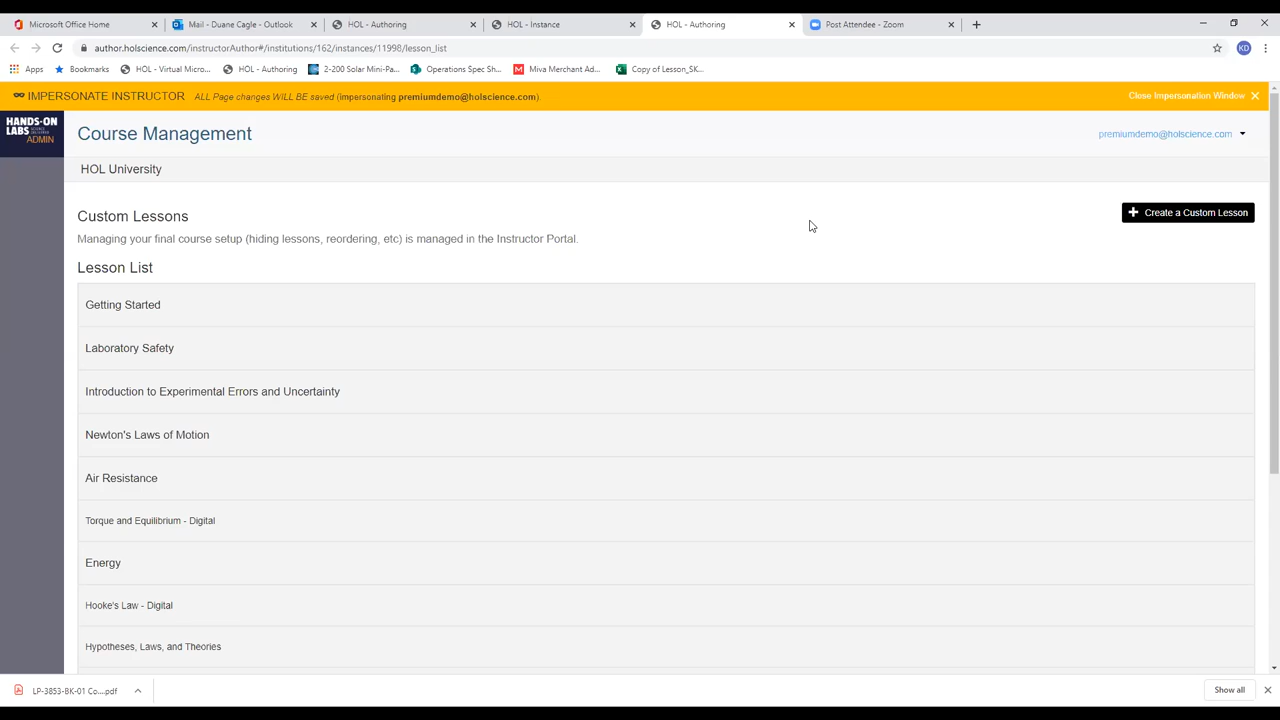 Microsoft Office Home
Mail - Duane Cagle - Outlook
HOL - Authoring
HOL - Instance
HOL - Authoring
Post Attendee - Zoom
author.holscience.com/instructorAuthor#/institutions/162/instances/11998/lesson_list
KD
Apps
Bookmarks
HOL - Virtual Micro...
HOL - Authoring
2-200 Solar Mini-Pa...
Operations Spec Sh...
Miva Merchant Ad...
Copy of Lesson_SK...
IMPERSONATE INSTRUCTOR ALL Page changes WILL BE saved (impersonating premiumdemo@holscience.com).
Close Impersonation Window
HANDS-ON
LABS SCIENCE DELIVERED
ADMIN
Course Management
premiumdemo@holscience.com
HOL University
Custom Lessons
Create a Custom Lesson
Managing your final course setup (hiding lessons, reordering, etc) is managed in the Instructor Portal.
Lesson List
Getting Started
Laboratory Safety
Introduction to Experimental Errors and Uncertainty
Newton's Laws of Motion
Air Resistance
Torque and Equilibrium - Digital
Energy
Hooke's Law - Digital
Hypotheses, Laws, and Theories
LP-3853-BK-01 Co....pdf
Show all